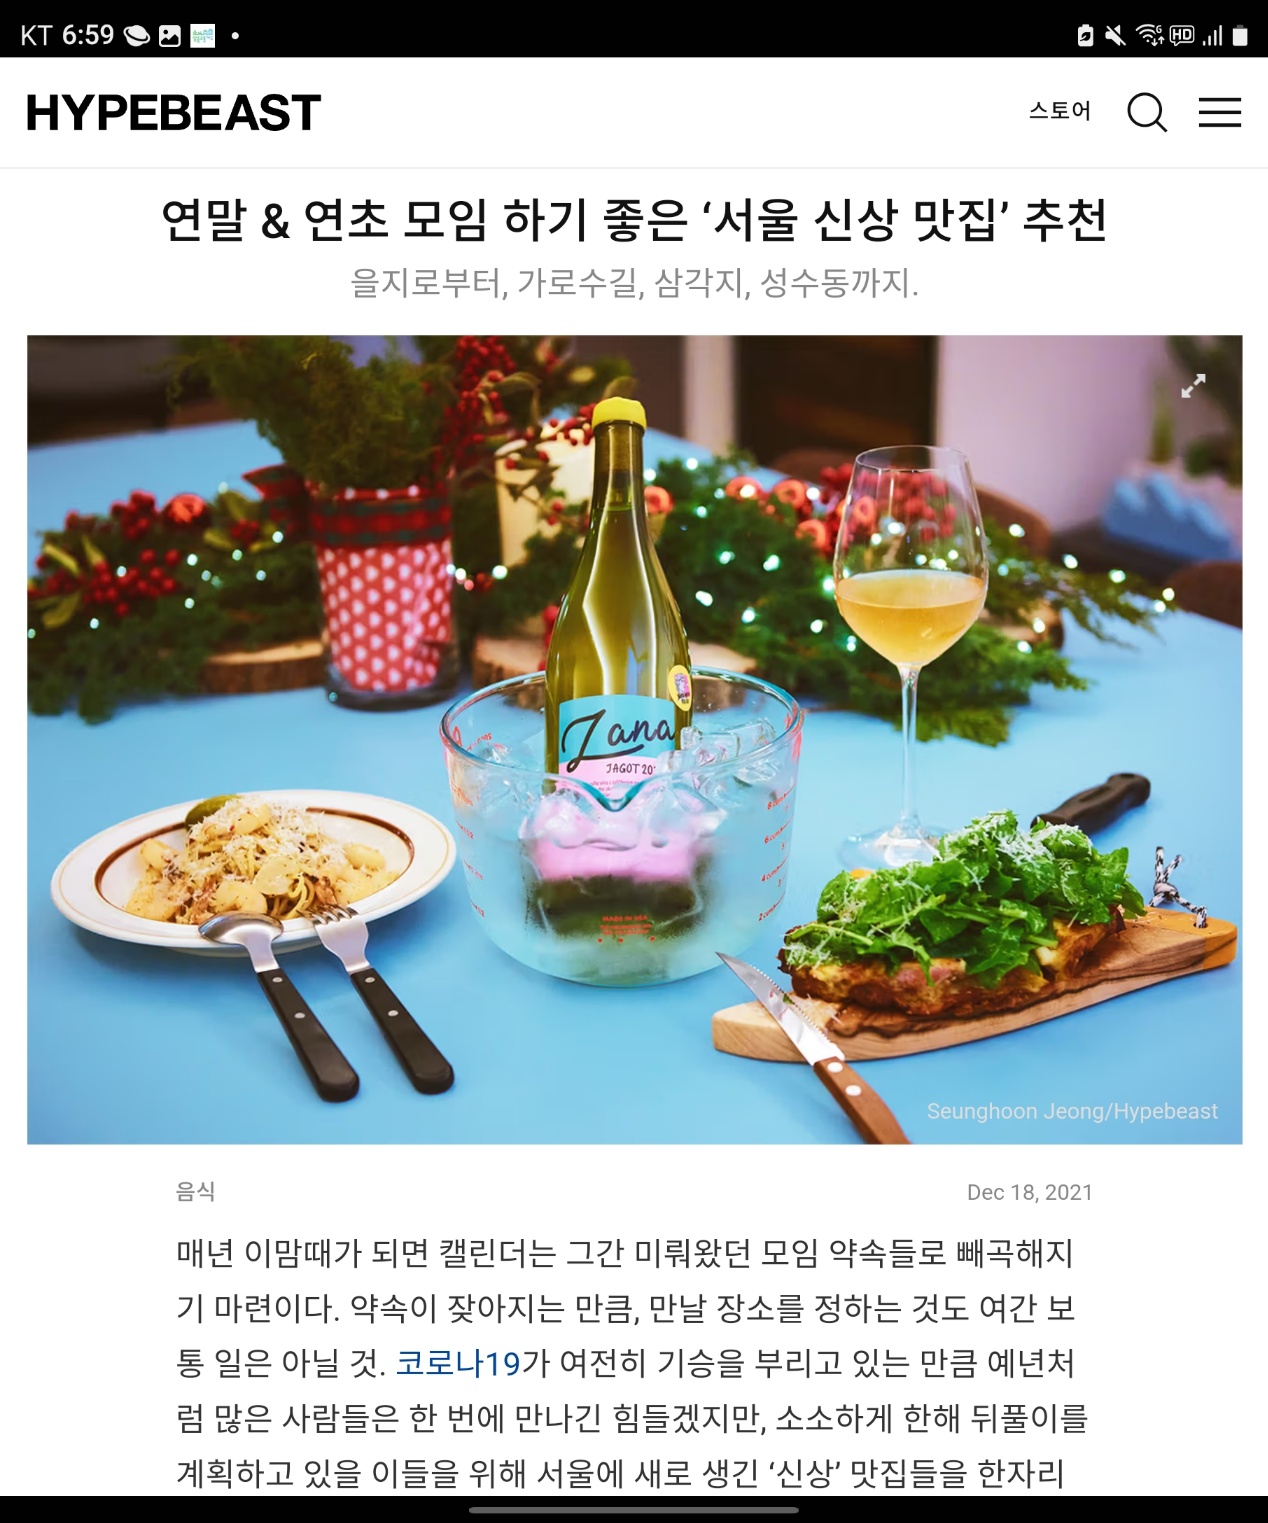 KT 6:59
HD
HYPEBEAST
스토어
연말 & 연초 모임 하기 좋은 ‘서울 신상 맛집’ 추천
을지로부터, 가로수길, 삼각지, 성수동까지.
Zana
JAGOT 20
MADE IN USA
Seunghoon Jeong/Hypebeast
음식
Dec 18, 2021
매년 이맘때가 되면 캘린더는 그간 미뤄왔던 모임 약속들로 빼곡해지
기 마련이다. 약속이 잦아지는 만큼, 만날 장소를 정하는 것도 여간 보
통 일은 아닐 것. 코로나19가 여전히 기승을 부리고 있는 만큼 예년처
럼 많은 사람들은 한 번에 만나긴 힘들겠지만, 소소하게 한해 뒤풀이를
계획하고 있을 이들을 위해 서울에 새로 생긴 ‘신상’ 맛집들을 한자리